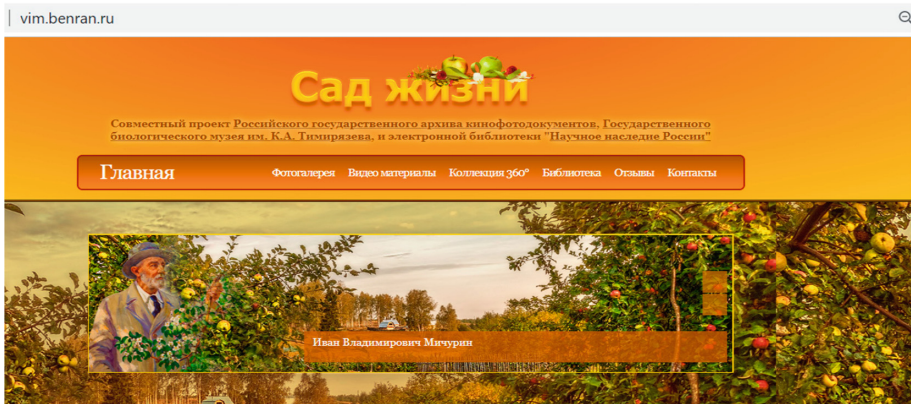 vim.benran.ru
Сад жизни
Совместный проект Российского государственного архива кинофотодокументов, Государственного
биологического музея им. К.А. Тимирязева, и электронной библиотеки "Научное наследие России"
Главная
Фотогалерея Видео материалы Коллекция 360° Библиотека Отзывы Контакты
Иван Владимирович Мичурин